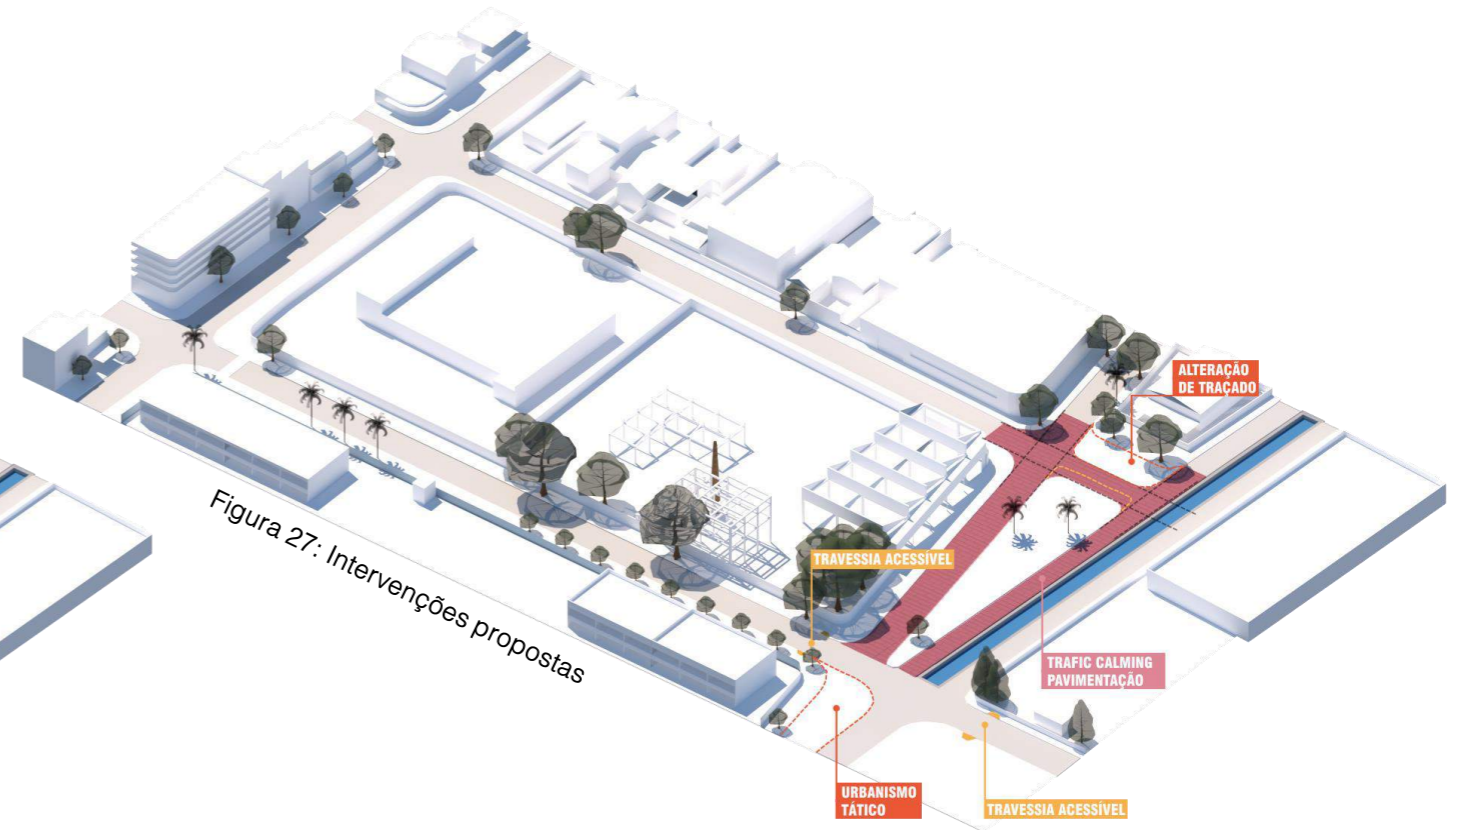 ALTERAÇÃO
DE TRAÇADO
TRAVESSIA ACESSÍVEL
Figura 27: Intervenções propostas
TRAFIC CALMING
PAVIMENTAÇÃO
URBANISMO
TÁTICO
TRAVESSIA ACESSÍVEL